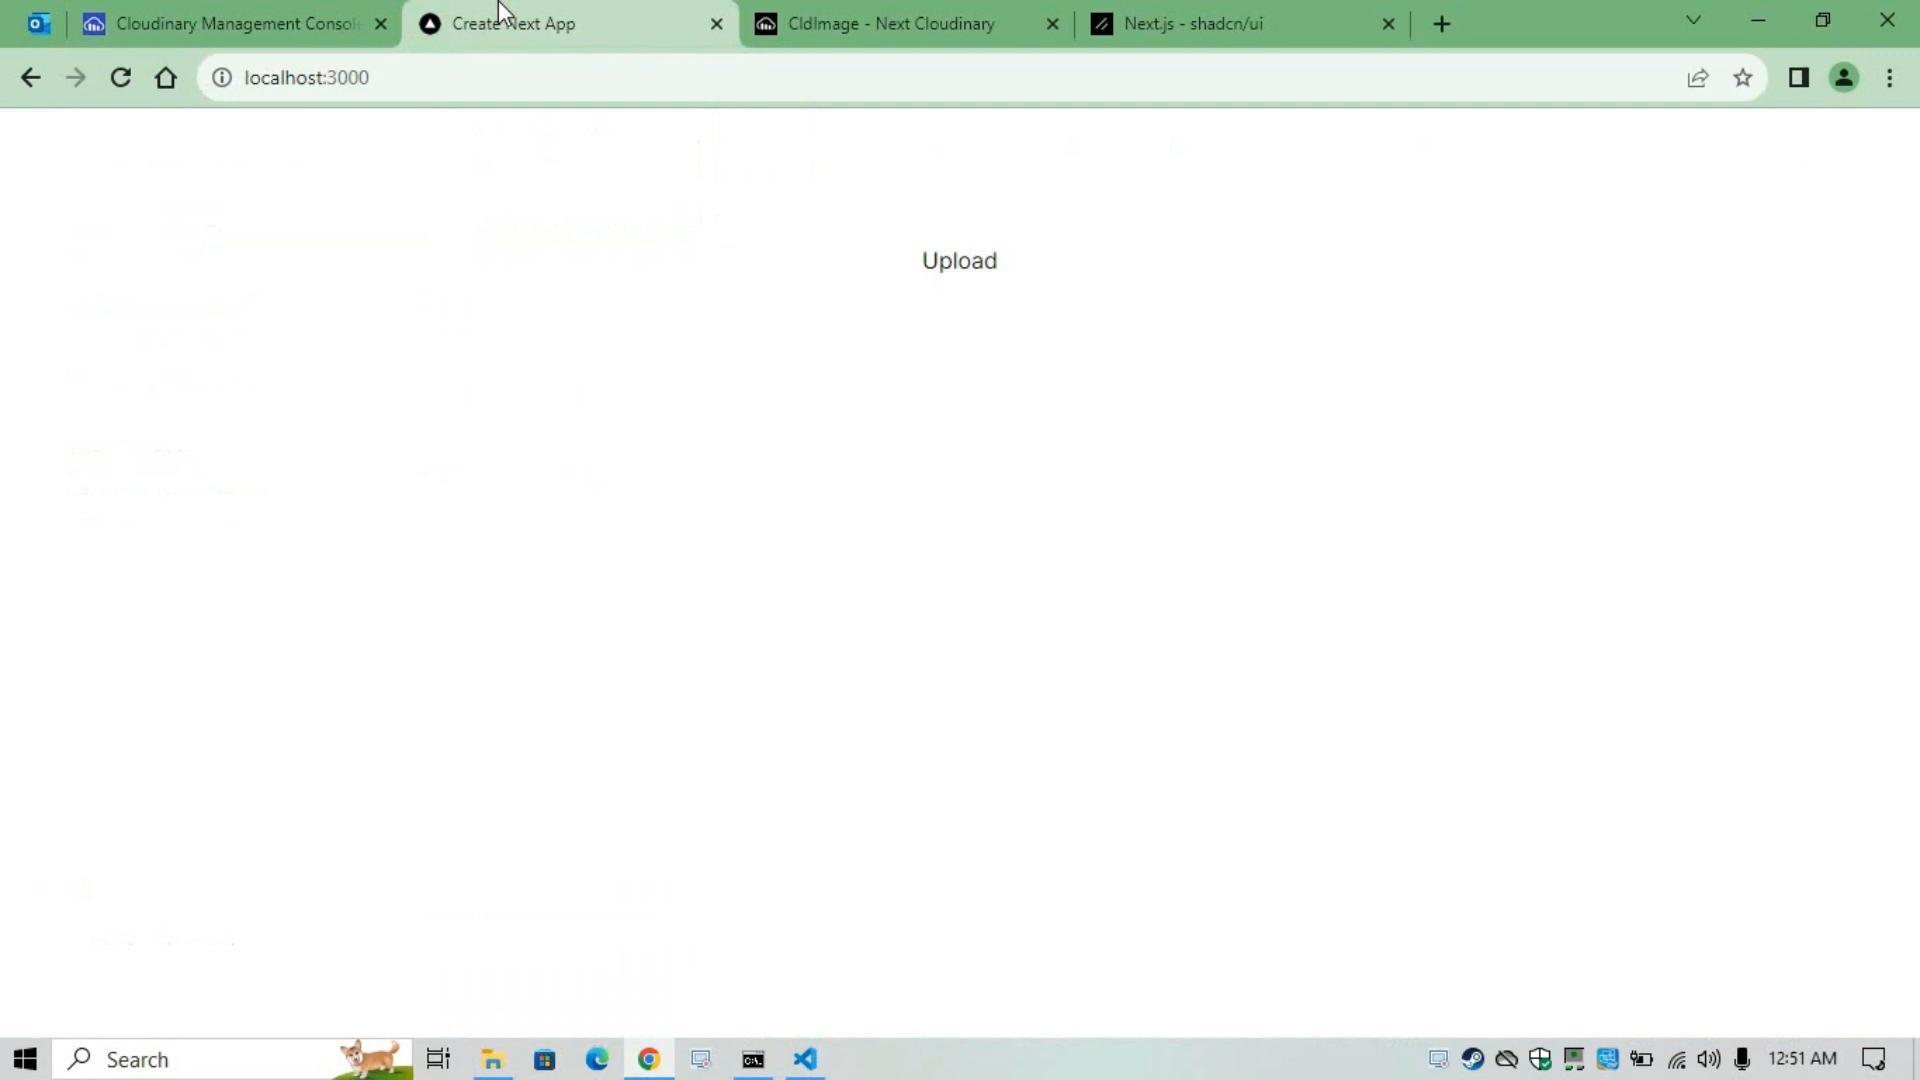 Cloudinary Management Consol
Create Next App
CldImage - Next Cloudinary
Next.js - shadcn/ui
localhost:3000
Upload
Search
12:51 AM